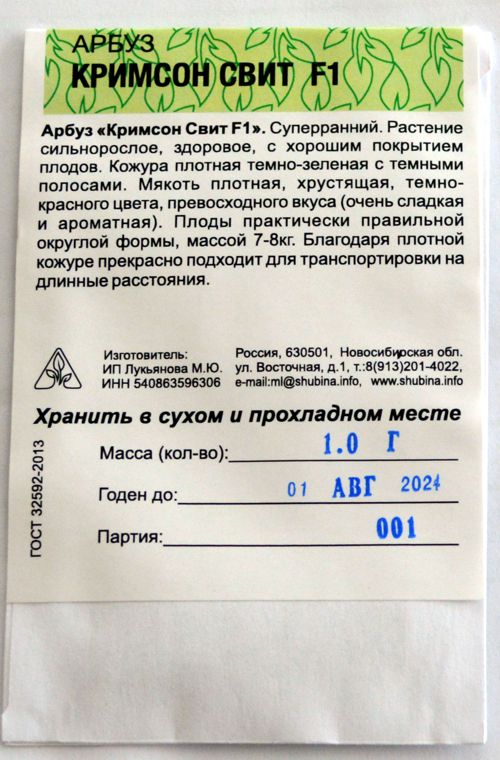 АРБУЗ
КРИМСОН СВИТ F1
Арбуз «Кримсон Свит F1». Суперранний. Растение
сильнорослое, здоровое, с хорошим покрытием
плодов. Кожура плотная темно-зеленая с темными
полосами. Мякоть плотная, хрустящая, темно-
красного цвета, превосходного вкуса (очень сладкая
и ароматная). Плоды практически правильной
округлой формы, массой 7-8кг. Благодаря плотной
кожуре прекрасно подходит для транспортировки на
длинные расстояния.
Изготовитель:
ИП Лукьянова М.Ю.
ИНН 540863596306
Россия, 630501, Новосибирская обл.
ул. Восточная, д.1, т.:8(913)201-4022,
e-mail:ml@shubina.info, www.shubina.info
Хранить в сухом и прохладном месте
ГОСТ 32592-2013
Масса (кол-во): 1.0 Г
Годен до: 01 АВГ 2024
Партия: 001